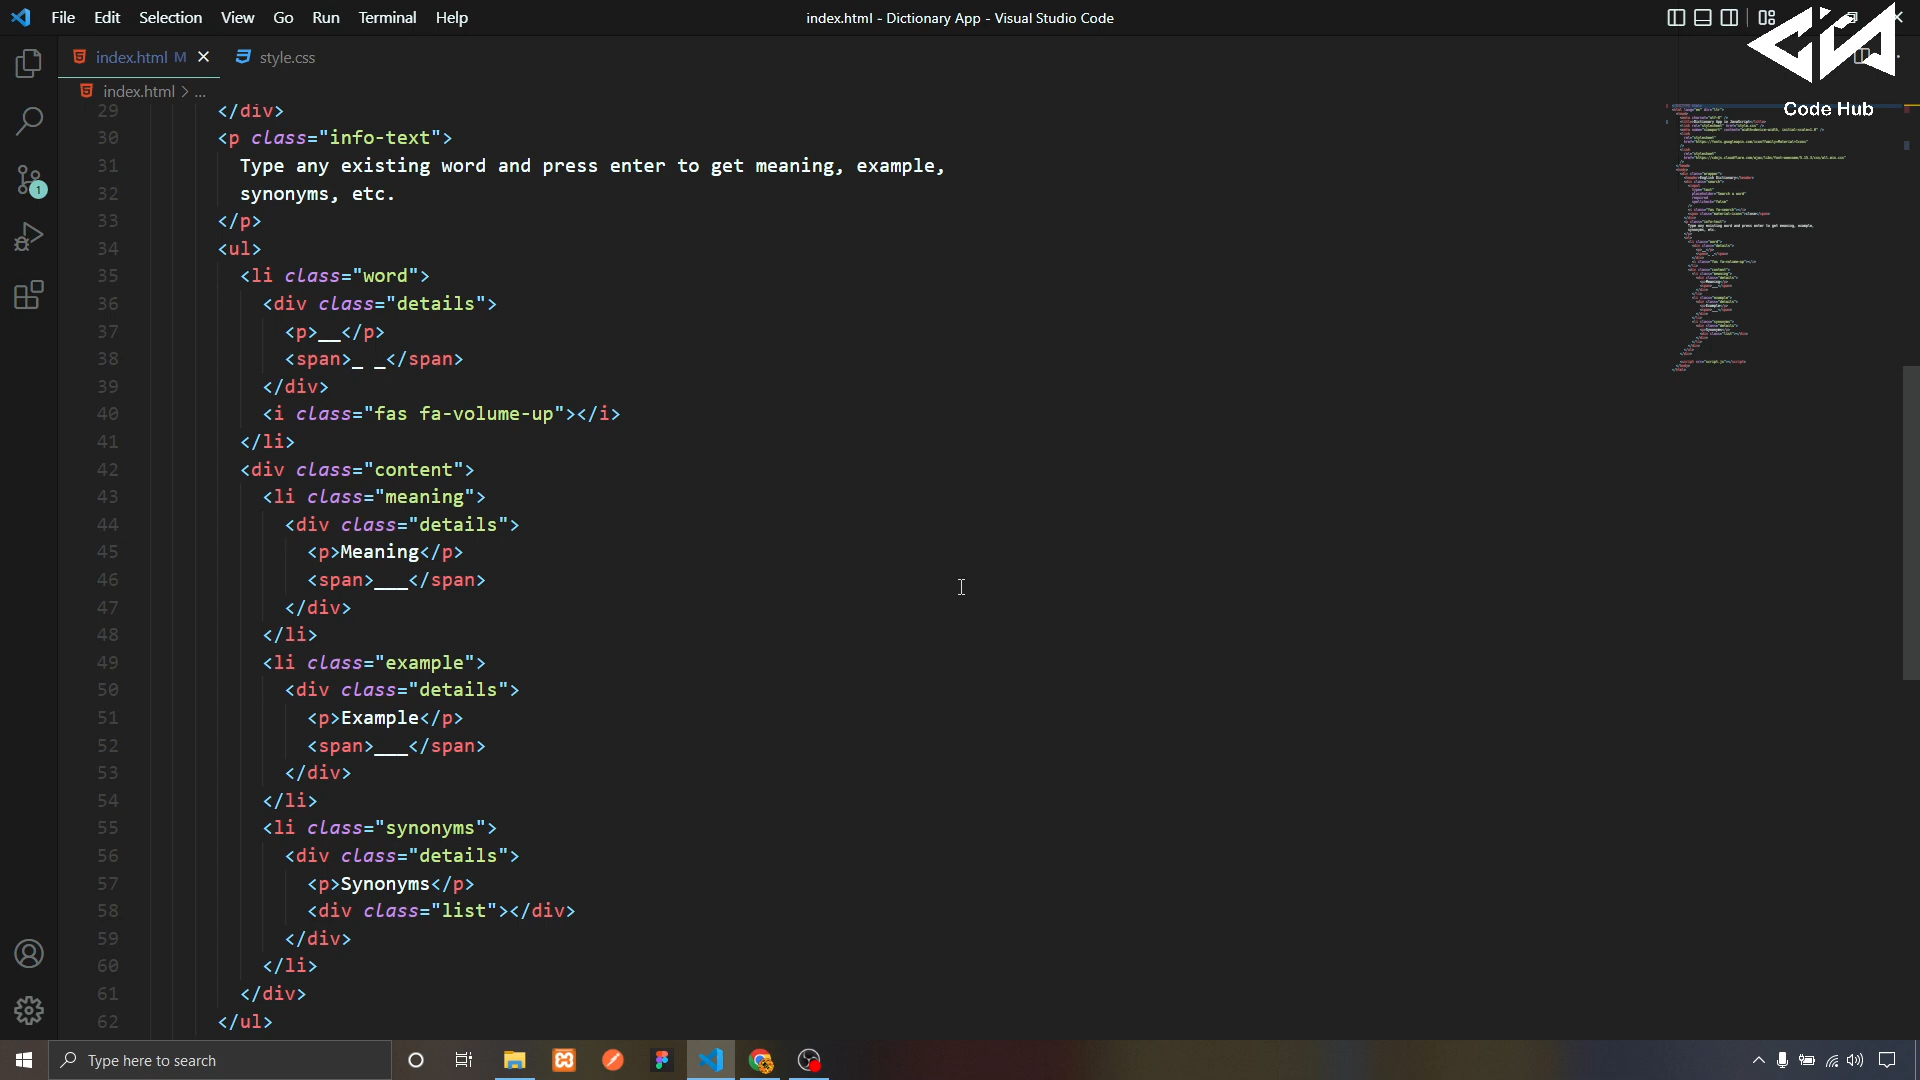 File Edit Selection View Go Run Terminal Help
index.html - Dictionary App - Visual Studio Code
index.html M
style.css
index.html > ...
Code Hub
29 </div>
30 <p class="info-text">
31 Type any existing word and press enter to get meaning, example,
32 synonyms, etc.
33 </p>
34 <ul>
35 <li class="word">
36 <div class="details">
37 <p>__</p>
38 <span>_ _</span>
39 </div>
40 <i class="fas fa-volume-up"></i>
41 </li>
42 <div class="content">
43 <li class="meaning">
44 <div class="details">
45 <p>Meaning</p>
46 <span>___</span>
47 </div>
48 </li>
49 <li class="example">
50 <div class="details">
51 <p>Example</p>
52 <span>___</span>
53 </div>
54 </li>
55 <li class="synonyms">
56 <div class="details">
57 <p>Synonyms</p>
58 <div class="list"></div>
59 </div>
60 </li>
61 </div>
62 </ul>
1
Type here to search